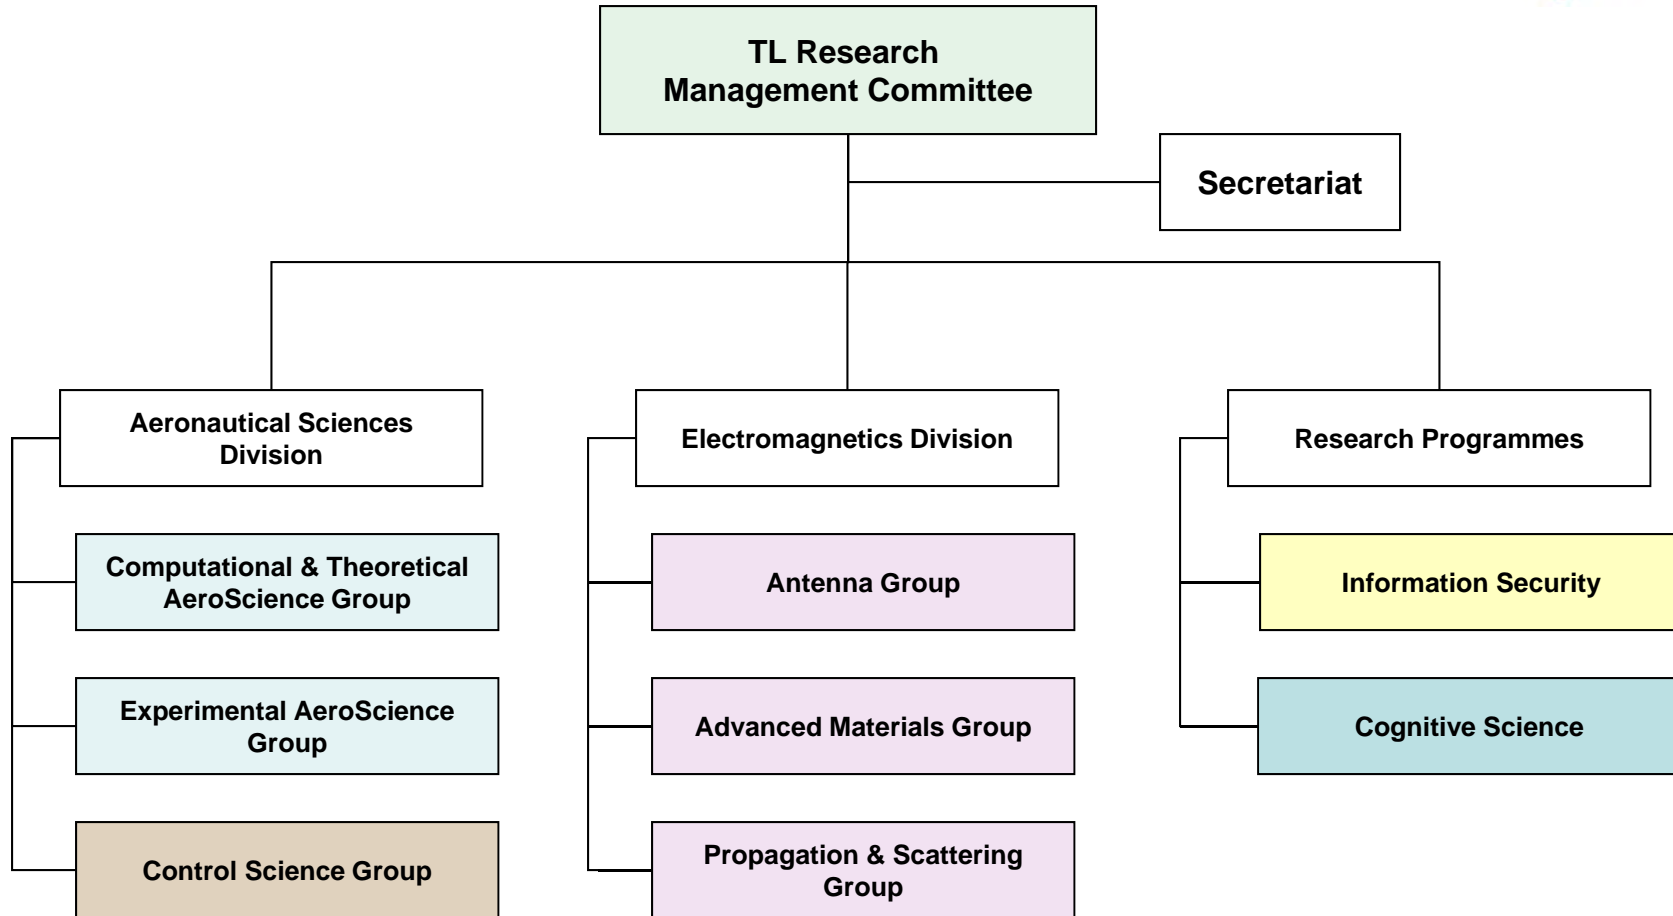 TL Research
Management Committee
Secretariat
Aeronautical Sciences
Division
Electromagnetics Division
Research Programmes
Computational & Theoretical
AeroScience Group
Antenna Group
Information Security
Experimental AeroScience
Group
Advanced Materials Group
Cognitive Science
Control Science Group
Propagation & Scattering
Group